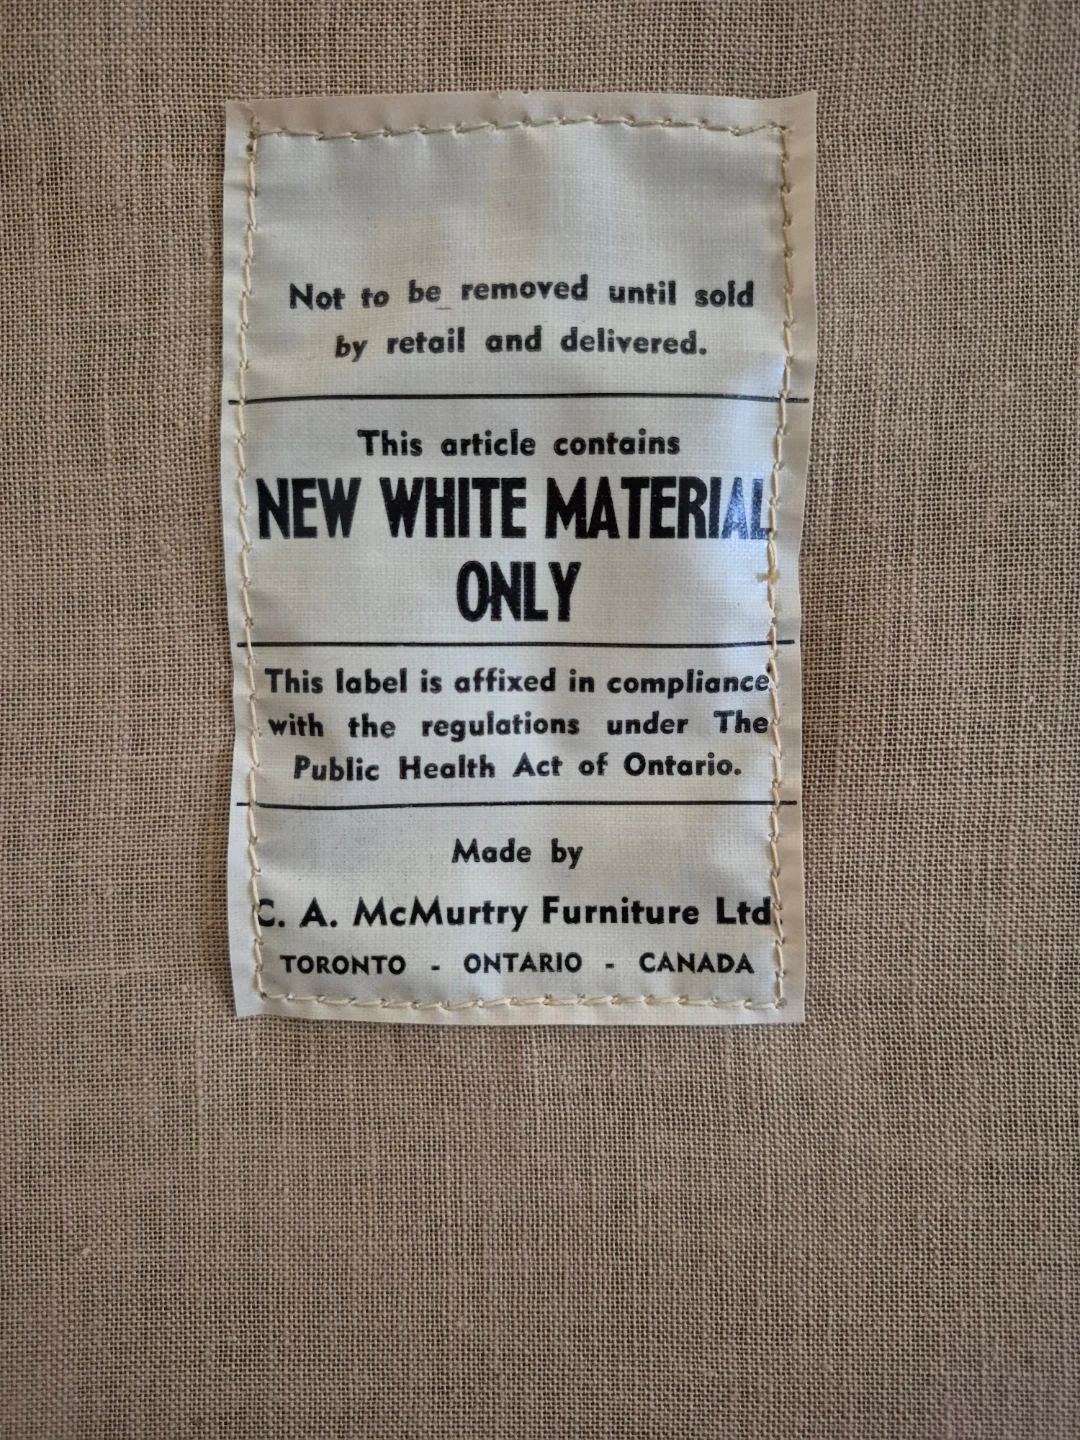 Not to be removed until sold
by retail and delivered.
This article contains
NEW WHITE MATERIAL
ONLY
This label is affixed in compliance
with the regulations under The
Public Health Act of Ontario.
Made by
C. A. McMurtry Furniture Ltd.
TORONTO - ONTARIO - CANADA